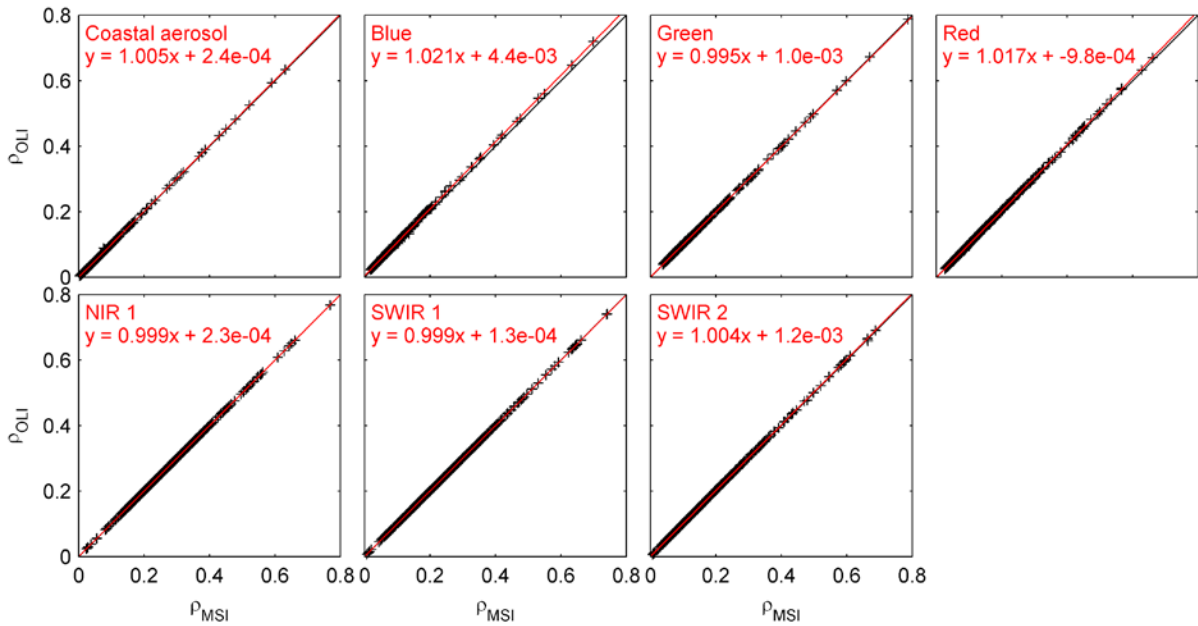 Coastal aerosol
y = 1.005x + 2.4e-04
Blue
y = 1.021x + 4.4e-03
Green
y = 0.995x + 1.0e-03
Red
y = 1.017x + -9.8e-04
0.8
0.6
0.4
0.2
0
ρOLI
NIR 1
y = 0.999x + 2.3e-04
SWIR 1
y = 0.999x + 1.3e-04
SWIR 2
y = 1.004x + 1.2e-03
0.8
0.6
0.4
0.2
0
ρOLI
0 0.2 0.4 0.6 0.8
0.2 0.4 0.6 0.8
0.2 0.4 0.6 0.8
ρMSI
ρMSI
ρMSI